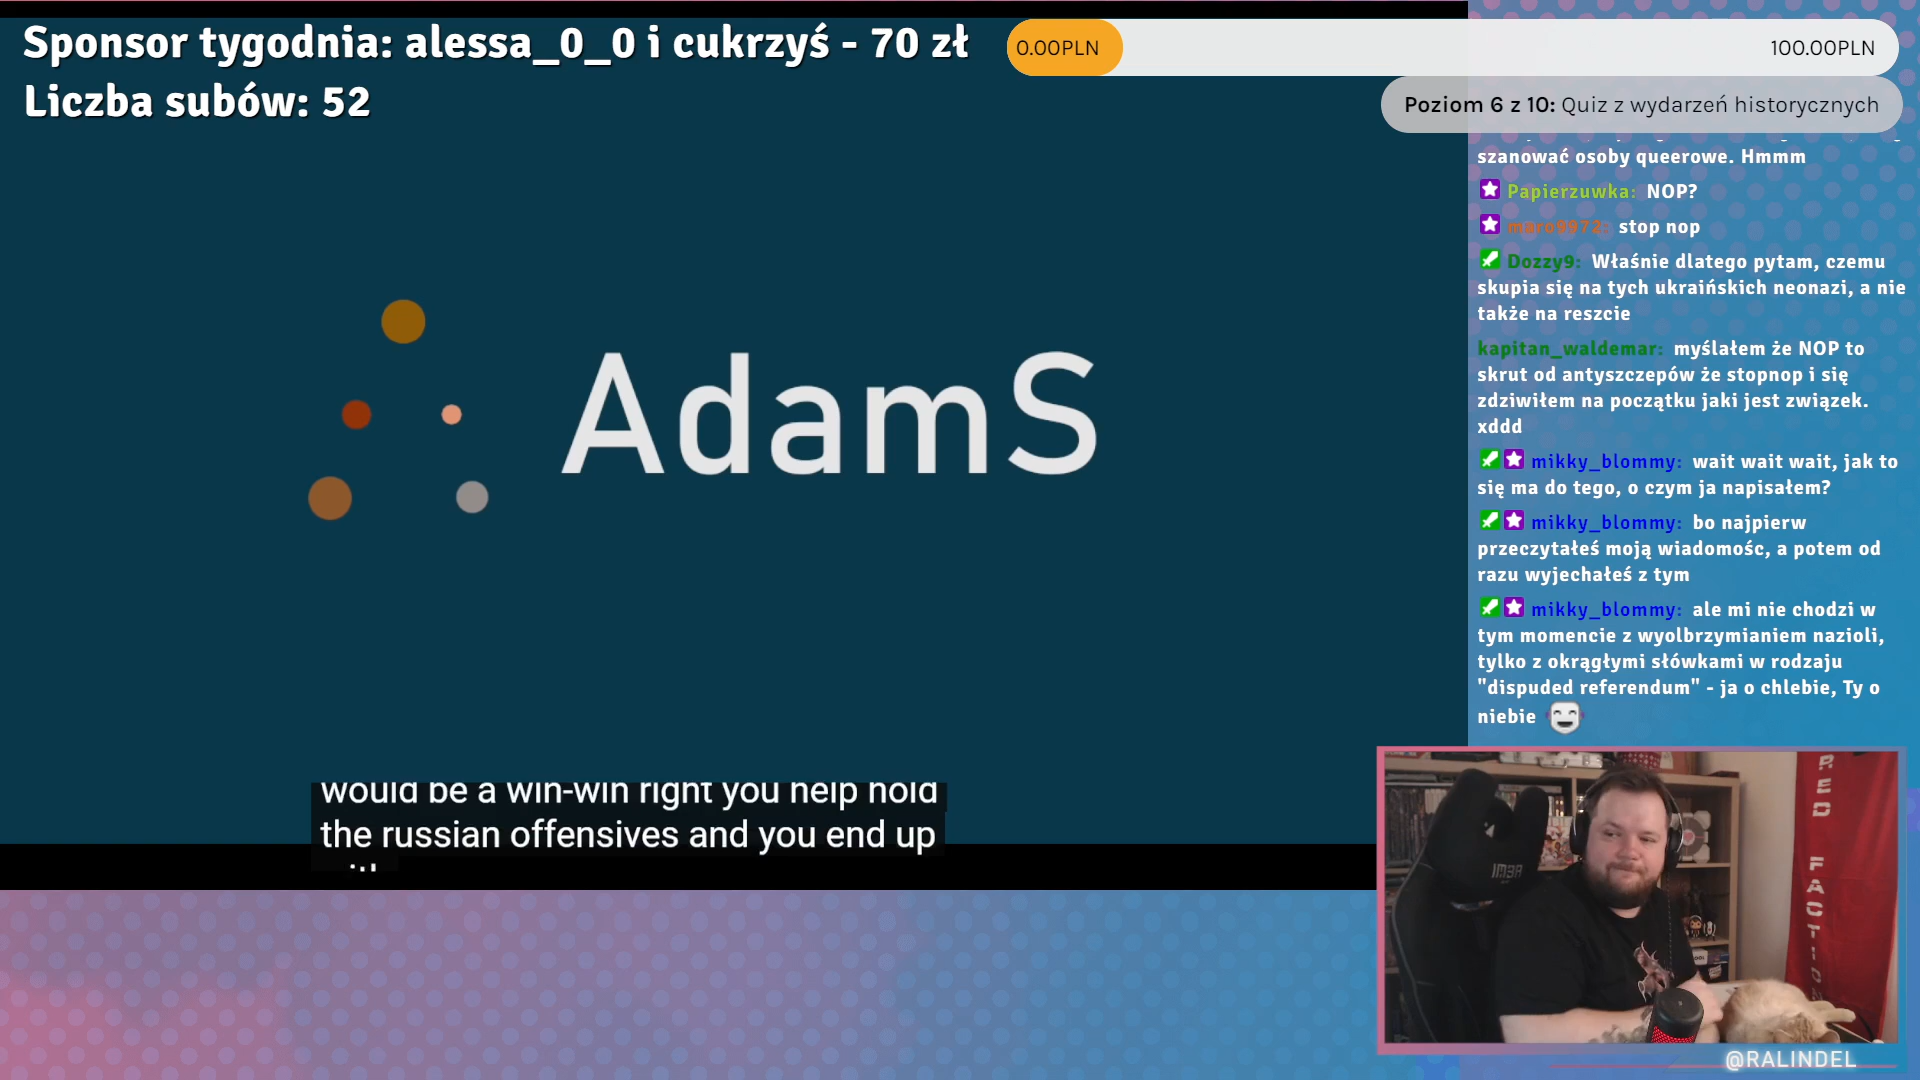 Sponsor tygodnia: alessa_0_0 i cukrzyś - 70 zł
Liczba subów: 52
0.00PLN
100.00PLN
Poziom 6 z 10: Quiz z wydarzeń historycznych
szanować osoby queerowe. Hmmm
Papierzuwka: NOP?
maro9972: stop nop
Dozzy9: Właśnie dlatego pytam, czemu
skupia się na tych ukraińskich neonazi, a nie
także na reszcie
kapitan_waldemar: myślałem że NOP to
skrut od antyszczepów że stopnop i się
zdziwiłem na początku jaki jest związek.
xddd
mikky_blommy: wait wait wait, jak to
się ma do tego, o czym ja napisałem?
mikky_blommy: bo najpierw
przeczytałeś moją wiadomośc, a potem od
razu wyjechałeś z tym
mikky_blommy: ale mi nie chodzi w
tym momencie z wyolbrzymianiem nazioli,
tylko z okrągłymi słówkami w rodzaju
"dispuded referendum" - ja o chlebie, Ty o
niebie
AdamS
would be a win-win right you help hold
the russian offensives and you end up
IMBA
RED FACTIO
@RALINDEL